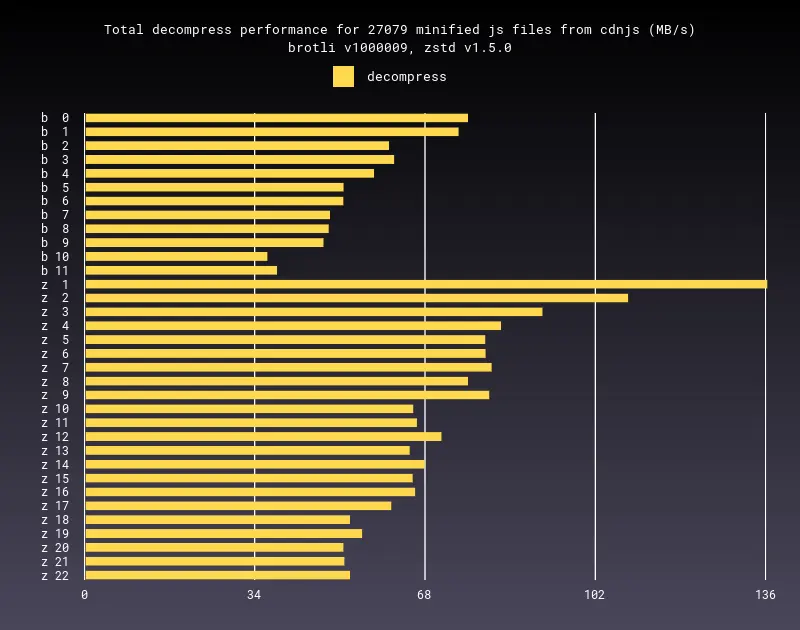 Total decompress performance for 27079 minified js files from cdnjs (MB/s)
brotli v1000009, zstd v1.5.0
decompress
b 0
b 1
b 2
b 3
b 4
b 5
b 6
b 7
b 8
b 9
b 10
b 11
z 1
z 2
z 3
z 4
z 5
z 6
z 7
z 8
z 9
z 10
z 11
z 12
z 13
z 14
z 15
z 16
z 17
z 18
z 19
z 20
z 21
z 22
0 34 68 102 136